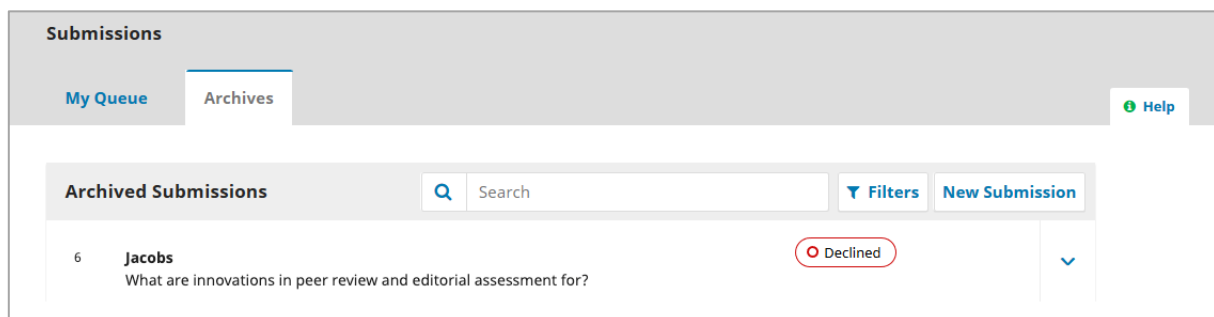 Submissions
My Queue Archives
Help
Archived Submissions Search Filters New Submission
6 Jacobs Declined
What are innovations in peer review and editorial assessment for?